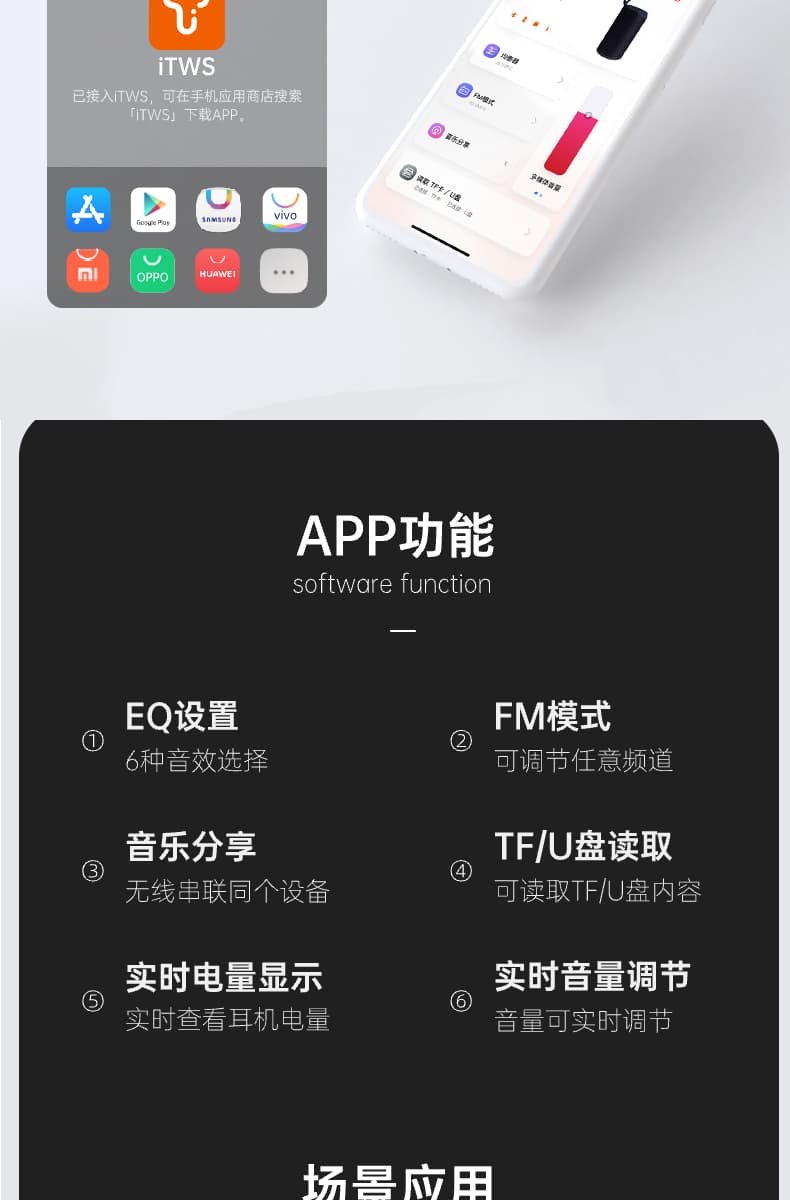 iTWS
已接入iTWS，可在手机应用商店搜索
「iTWS」下载APP。
Google Play
SAMSUNG
vivo
mi
OPPO
HUAWEI
均衡器
FM模式
音乐分享
读取 TF卡 / U盘
多媒体音量
APP功能
software function
① EQ设置
6种音效选择
② FM模式
可调节任意频道
③ 音乐分享
无线串联同个设备
④ TF/U盘读取
可读取TF/U盘内容
⑤ 实时电量显示
实时查看耳机电量
⑥ 实时音量调节
音量可实时调节
场景应用